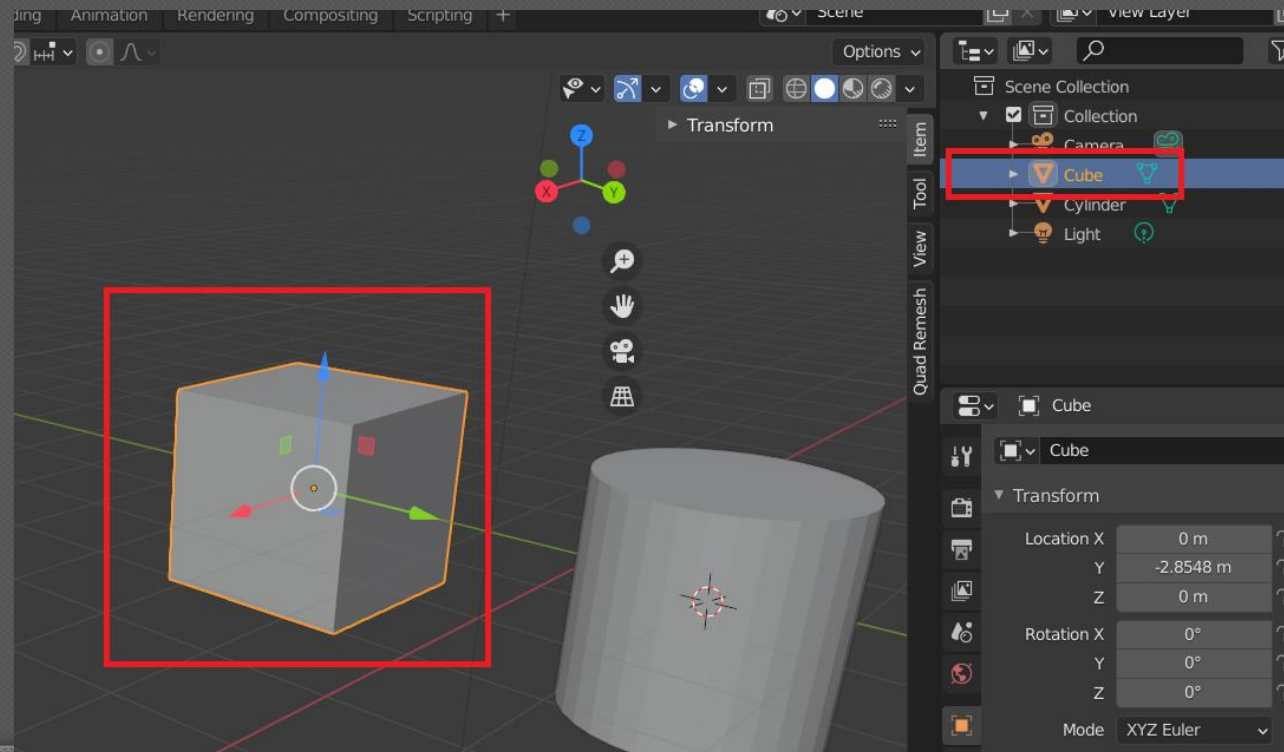 Animation Rendering Compositing Scripting +
Scene View Layer
Options
Transform
Item
Tool
View
Quad Remesh
Z
X
Y
Scene Collection
Collection
Camera
Cube
Cylinder
Light
Cube
Cube
Transform
Location X 0 m
Y -2.8548 m
Z 0 m
Rotation X 0°
Y 0°
Z 0°
Mode XYZ Euler